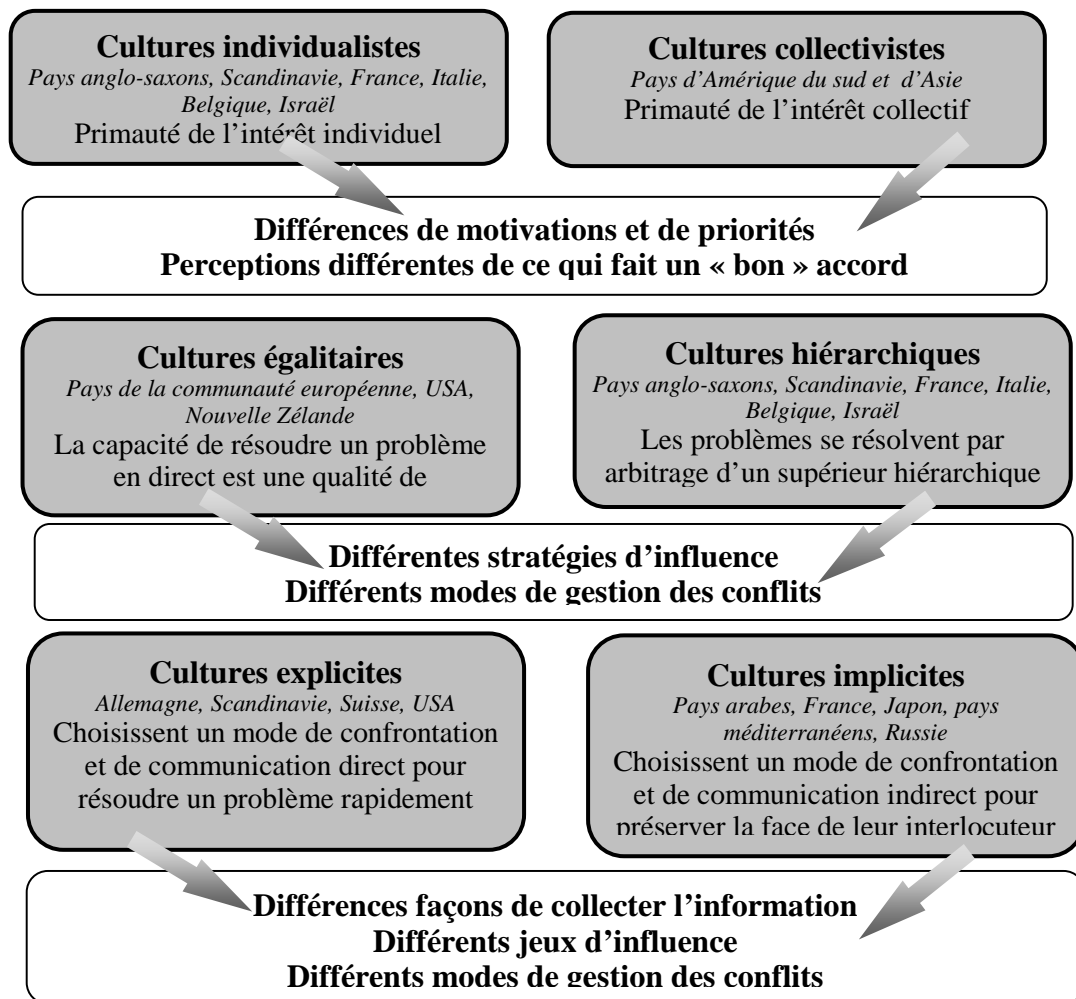 Cultures individualistes
Pays anglo-saxons, Scandinavie, France, Italie,
Belgique, Israël
Primauté de l'intérêt individuel
Cultures collectivistes
Pays d'Amérique du sud et d'Asie
Primauté de l'intérêt collectif
Différences de motivations et de priorités
Perceptions différentes de ce qui fait un « bon » accord
Cultures égalitaires
Pays de la communauté européenne, USA,
Nouvelle Zélande
La capacité de résoudre un problème
en direct est une qualité de
Cultures hiérarchiques
Pays anglo-saxons, Scandinavie, France, Italie,
Belgique, Israël
Les problèmes se résolvent par
arbitrage d'un supérieur hiérarchique
Différentes stratégies d'influence
Différents modes de gestion des conflits
Cultures explicites
Allemagne, Scandinavie, Suisse, USA
Choisissent un mode de confrontation
et de communication direct pour
résoudre un problème rapidement
Cultures implicites
Pays arabes, France, Japon, pays
méditerranéens, Russie
Choisissent un mode de confrontation
et de communication indirect pour
préserver la face de leur interlocuteur
Différences façons de collecter l'information
Différents jeux d'influence
Différents modes de gestion des conflits